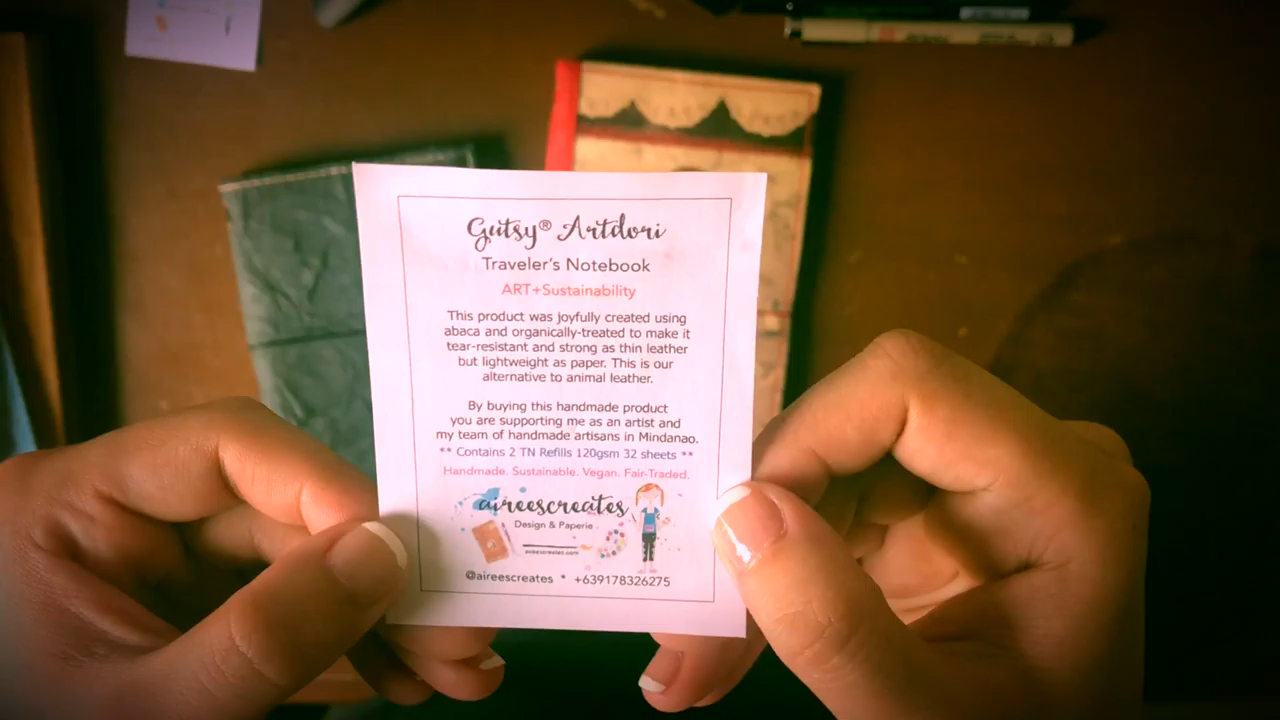 Gutsy® Artdori
Traveler's Notebook
ART+Sustainability
This product was joyfully created using
abaca and organically-treated to make it
tear-resistant and strong as thin leather
but lightweight as paper. This is our
alternative to animal leather.
By buying this handmade product
you are supporting me as an artist and
my team of handmade artisans in Mindanao.
** Contains 2 TN Refills 120gsm 32 sheets **
Handmade. Sustainable. Vegan. Fair-Traded.
aireescreates
Design & Paperie
aireescreates.com
@aireescreates * +639178326275